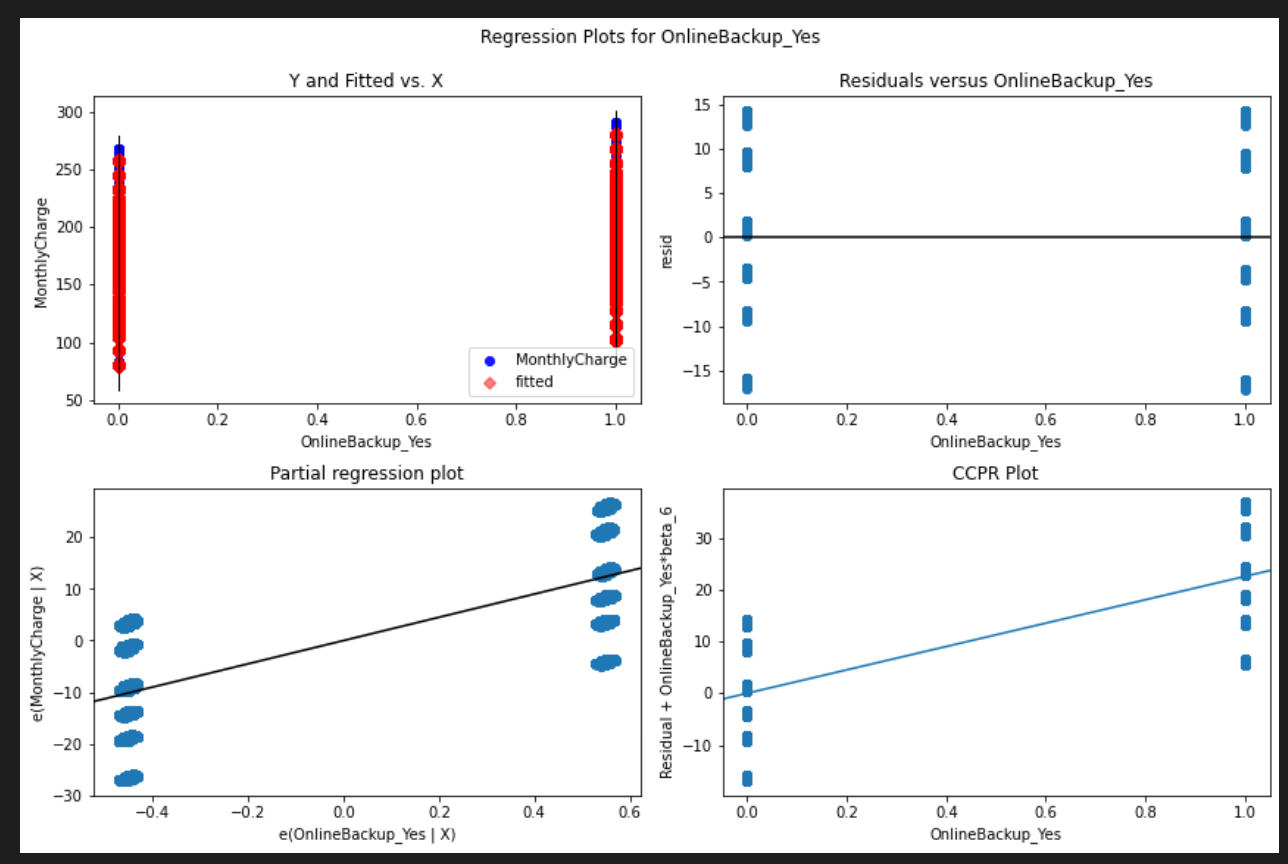 Regression Plots for OnlineBackup_Yes
Y and Fitted vs. X
300
250
200
150
100
50
MonthlyCharge
MonthlyCharge
fitted
0.0 0.2 0.4 0.6 0.8 1.0
OnlineBackup_Yes
Residuals versus OnlineBackup_Yes
15
10
5
0
−5
−10
−15
resid
0.0 0.2 0.4 0.6 0.8 1.0
OnlineBackup_Yes
Partial regression plot
20
10
0
−10
−20
−30
e(MonthlyCharge | X)
−0.4 −0.2 0.0 0.2 0.4 0.6
e(OnlineBackup_Yes | X)
CCPR Plot
30
20
10
0
−10
Residual + OnlineBackup_Yes*beta_6
0.0 0.2 0.4 0.6 0.8 1.0
OnlineBackup_Yes